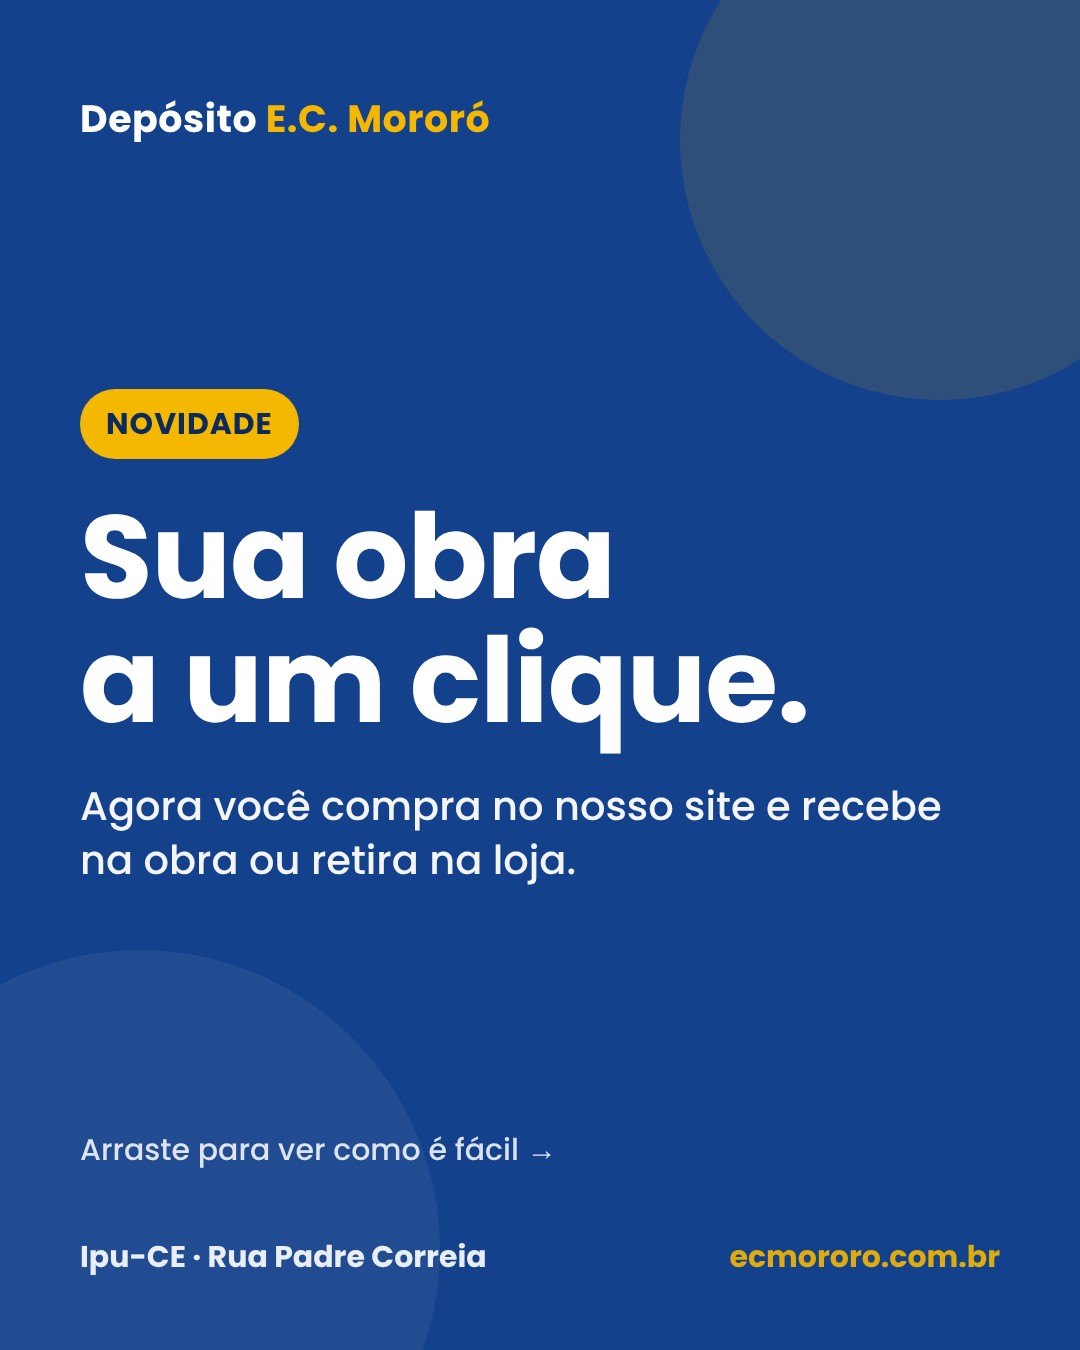 Depósito E.C. Mororó
NOVIDADE
Sua obra
a um clique.
Agora você compra no nosso site e recebe
na obra ou retira na loja.
Arraste para ver como é fácil →
Ipu-CE · Rua Padre Correia
ecmororo.com.br